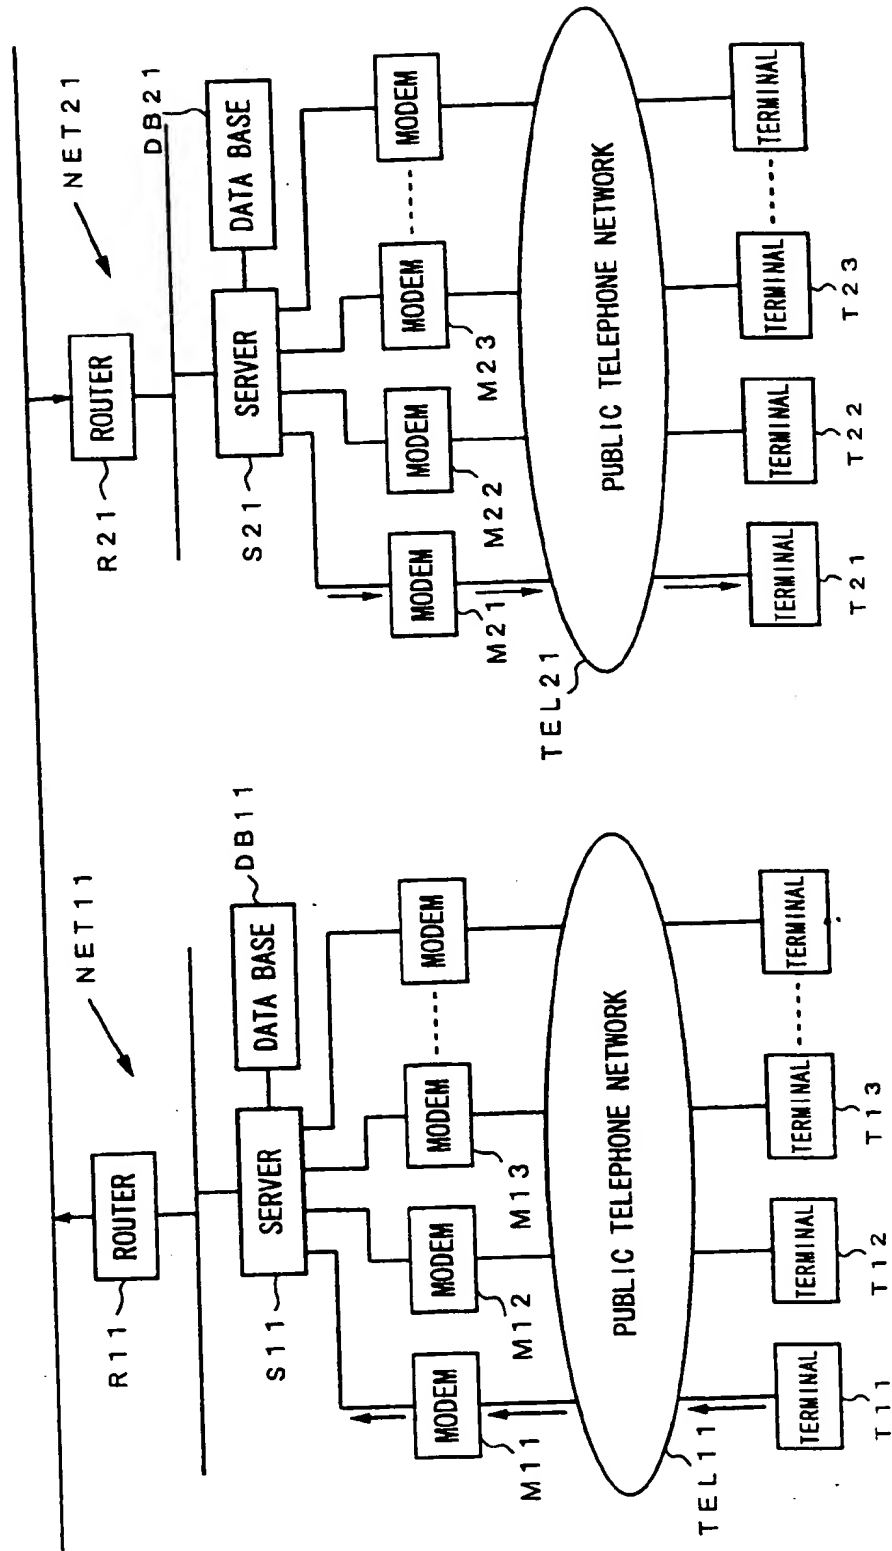 NET11
R11
ROUTER
DB11
S11
SERVER
DATA BASE
MODEM
MODEM
MODEM
MODEM
M11
M12
M13
PUBLIC TELEPHONE NETWORK
TEL11
TERMINAL
TERMINAL
TERMINAL
TERMINAL
T11
T12
T13
NET21
R21
ROUTER
DB21
S21
SERVER
DATA BASE
MODEM
MODEM
MODEM
MODEM
M21
M22
M23
PUBLIC TELEPHONE NETWORK
TEL21
TERMINAL
TERMINAL
TERMINAL
TERMINAL
T21
T22
T23